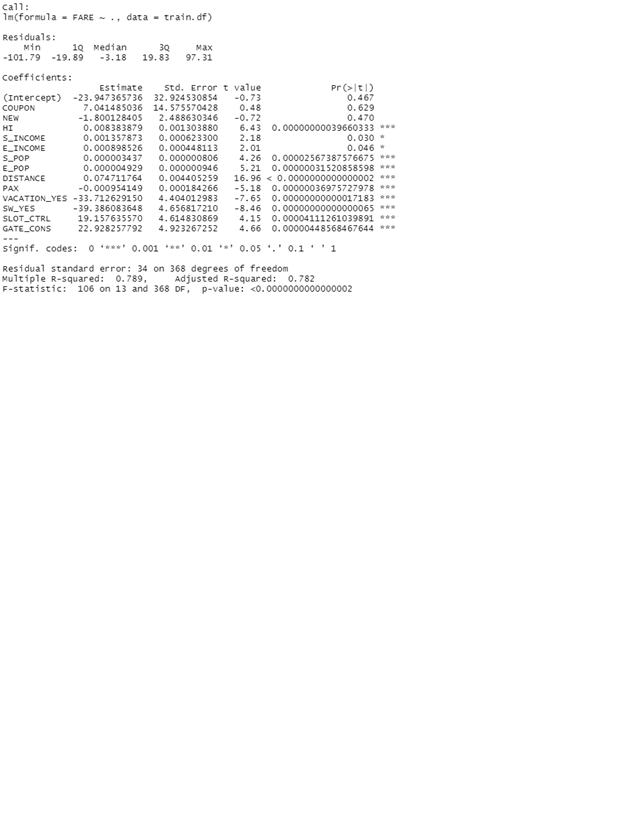 Call:
lm(formula = FARE ~ ., data = train.df)
Residuals:
Min 1Q Median 3Q Max
-101.79 -19.89 -3.18 19.83 97.31
Coefficients:
Estimate Std. Error t value Pr(>|t|)
(Intercept) -23.947365736 32.924530854 -0.73 0.467
COUPON 7.041485036 14.575570428 0.48 0.629
NEW -1.800128405 2.488630346 -0.72 0.470
HI 0.008383879 0.001303880 6.43 0.00000000039660333 ***
S_INCOME 0.001357873 0.000623300 2.18 0.030 *
E_INCOME 0.000898526 0.000448113 2.01 0.046 *
S_POP 0.000003437 0.000000806 4.26 0.00002567387576675 ***
E_POP 0.000004929 0.000000946 5.21 0.00000031520858598 ***
DISTANCE 0.074711764 0.004405259 16.96 < 0.0000000000000002 ***
PAX -0.000954149 0.000184266 -5.18 0.00000036975727978 ***
VACATION_YES -33.712629150 4.404012983 -7.65 0.00000000000017183 ***
SW_YES -39.386083648 4.656817210 -8.46 0.00000000000000065 ***
SLOT_CTRL 19.157635570 4.614830869 4.15 0.00004111261039891 ***
GATE_CONS 22.928257792 4.923267252 4.66 0.00000448568467644 ***
---
Signif. codes: 0 ‘***’ 0.001 ‘**’ 0.01 ‘*’ 0.05 ‘.’ 0.1 ‘ ’ 1
Residual standard error: 34 on 368 degrees of freedom
Multiple R-squared: 0.789, Adjusted R-squared: 0.782
F-statistic: 106 on 13 and 368 DF, p-value: <0.0000000000000002